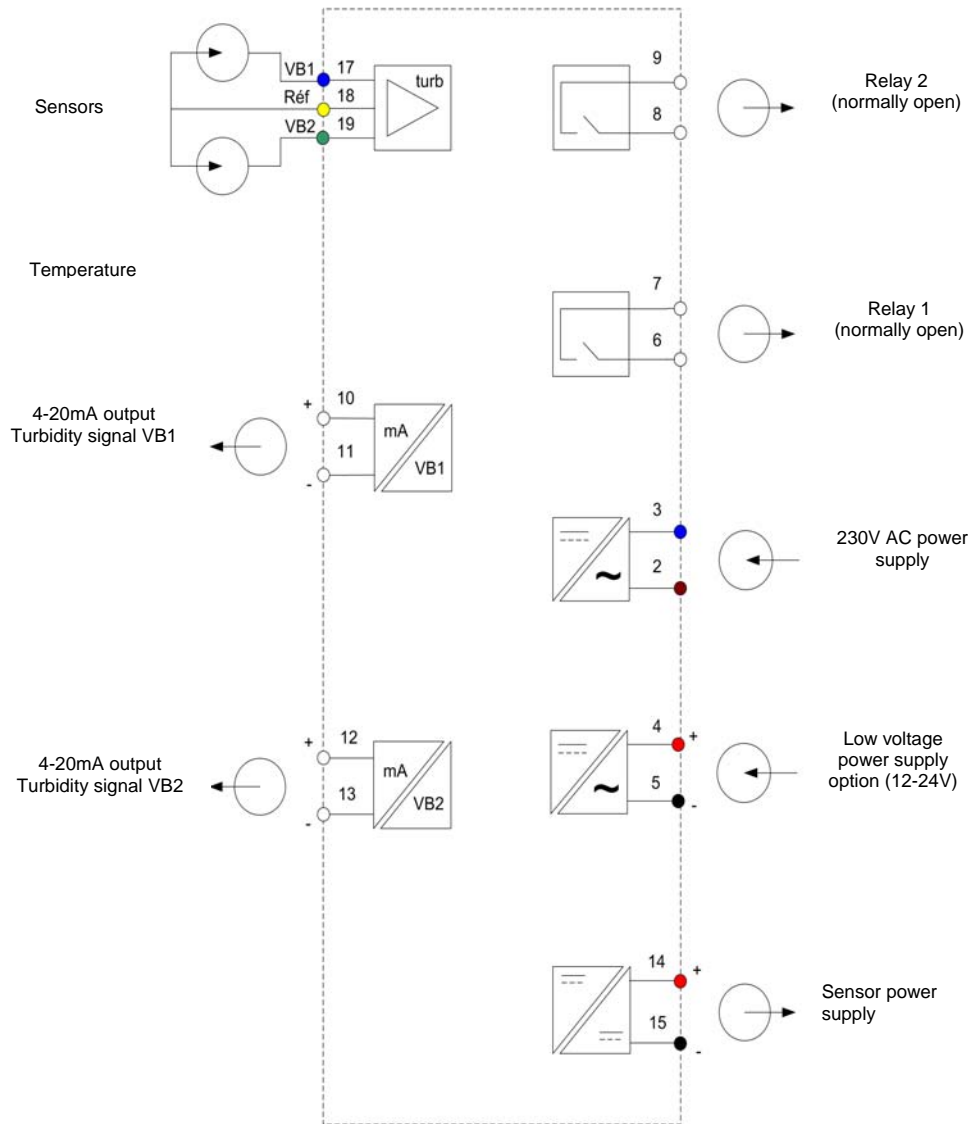 Sensors
VB1
17
Réf
18
VB2
19
turb
9
8
Relay 2
(normally open)
Temperature
7
6
Relay 1
(normally open)
4-20mA output
Turbidity signal VB1
+
10
11
-
mA
VB1
3
2
~
230V AC power
supply
4-20mA output
Turbidity signal VB2
+
12
13
-
mA
VB2
4
+
5
-
~
Low voltage
power supply
option (12-24V)
14
+
15
-
Sensor power
supply